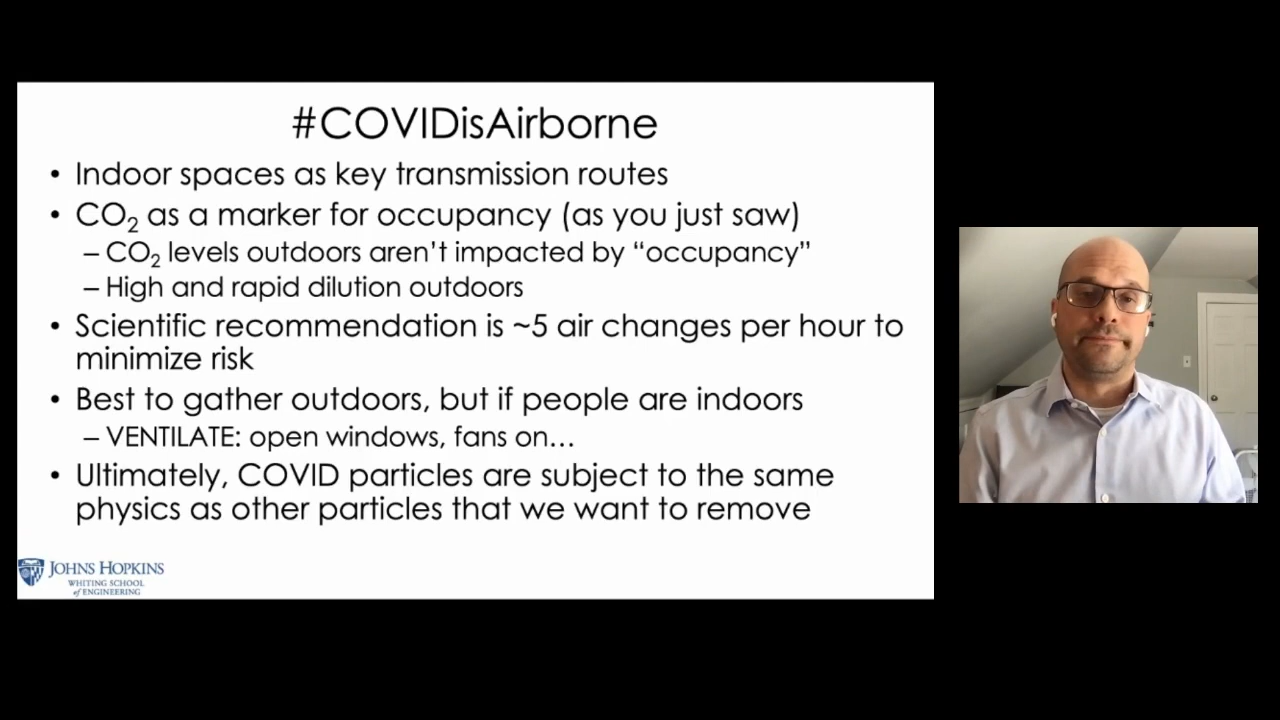 #COVIDisAirborne
• Indoor spaces as key transmission routes
• CO₂ as a marker for occupancy (as you just saw)
– CO₂ levels outdoors aren’t impacted by “occupancy”
– High and rapid dilution outdoors
• Scientific recommendation is ~5 air changes per hour to
minimize risk
• Best to gather outdoors, but if people are indoors
– VENTILATE: open windows, fans on…
• Ultimately, COVID particles are subject to the same
physics as other particles that we want to remove
JOHNS HOPKINS
WHITING SCHOOL
of ENGINEERING